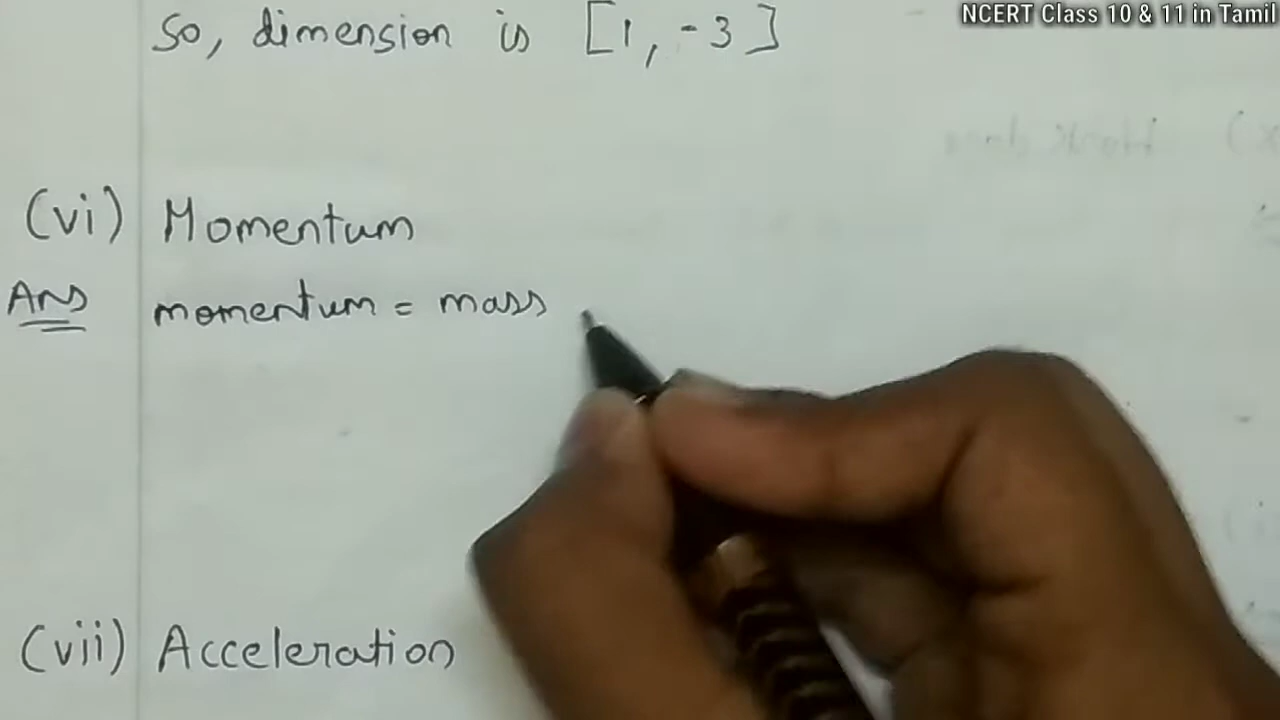 NCERT Class 10 & 11 in Tamil
So, dimension is [1, -3]
(vi) Momentum
Ans momentum = mass
(vii) Acceleration